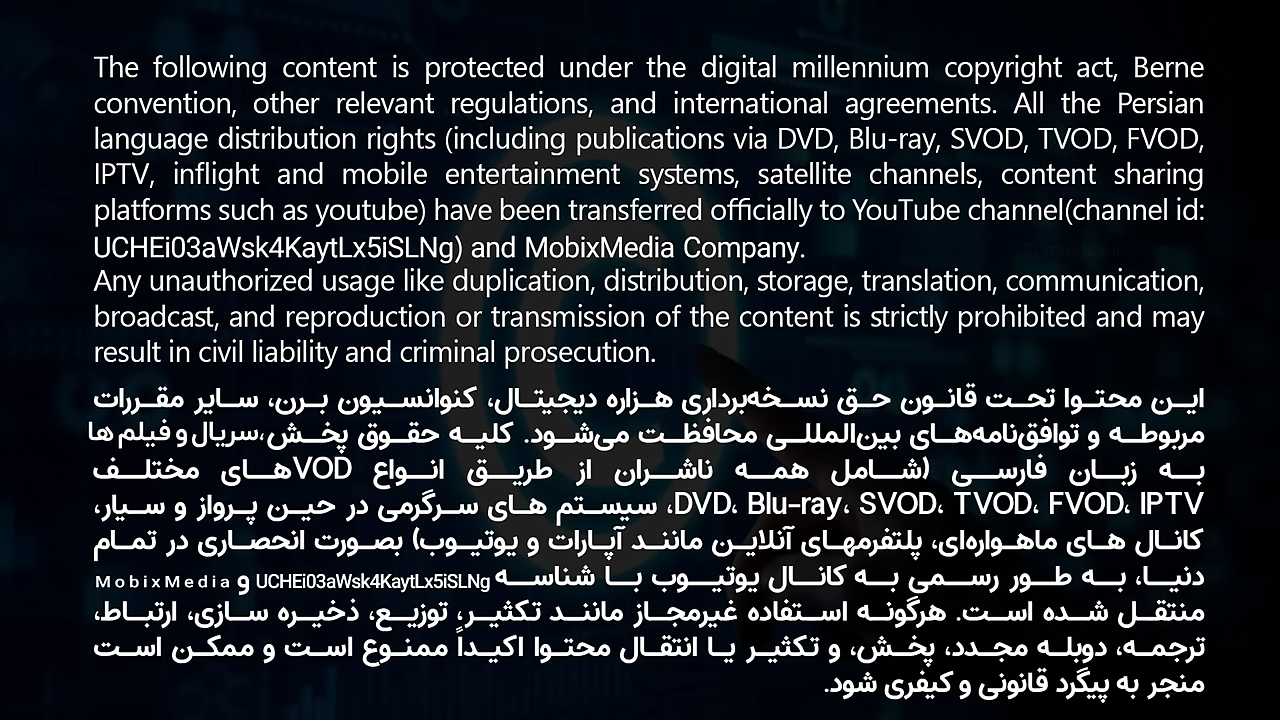 The following content is protected under the digital millennium copyright act, Berne
convention, other relevant regulations, and international agreements. All the Persian
language distribution rights (including publications via DVD, Blu-ray, SVOD, TVOD, FVOD,
IPTV, inflight and mobile entertainment systems, satellite channels, content sharing
platforms such as youtube) have been transferred officially to YouTube channel(channel id:
UCHEi03aWsk4KaytLx5iSLNg) and MobixMedia Company.
Any unauthorized usage like duplication, distribution, storage, translation, communication,
broadcast, and reproduction or transmission of the content is strictly prohibited and may
result in civil liability and criminal prosecution.
این محتوا تحت قانون حق نسخه‌برداری هزاره دیجیتال، کنوانسیون برن، سایر مقررات
مربوطه و توافق‌نامه‌های بین‌المللی محافظت می‌شود. کلیه حقوق پخش،سریال و فیلم ها
به زبان فارسی (شامل همه ناشران از طریق انواع VODهای مختلف
DVD، Blu-ray، SVOD، TVOD، FVOD، IPTV، سیستم های سرگرمی در حین پرواز و سیار،
کانال های ماهواره‌ای، پلتفرمهای آنلاین مانند آپارات و یوتیوب) بصورت انحصاری در تمام
دنیا، به طور رسمی به کانال یوتیوب با شناسه UCHEi03aWsk4KaytLx5iSLNg و MobixMedia
منتقل شده است. هرگونه استفاده غیرمجاز مانند تکثیر، توزیع، ذخیره سازی، ارتباط،
ترجمه، دوبله مجدد، پخش، و تکثیر یا انتقال محتوا اکیداً ممنوع است و ممکن است
منجر به پیگرد قانونی و کیفری شود.